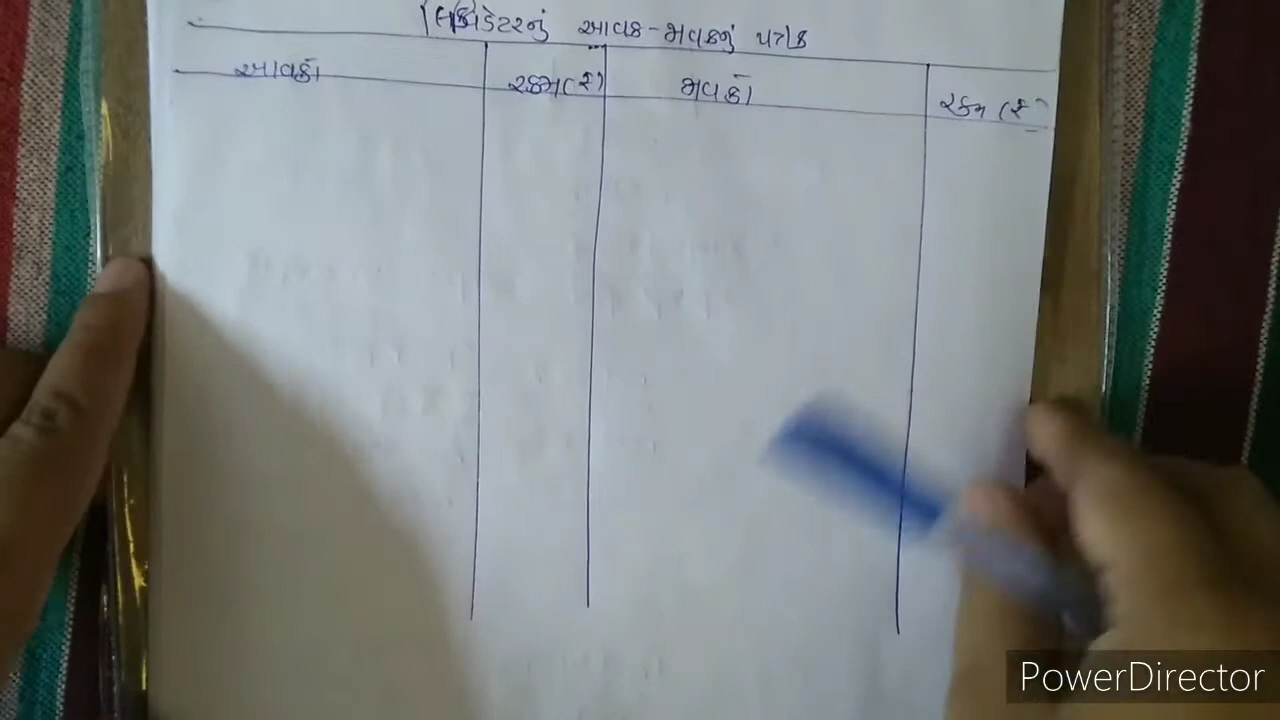 લિક્વિડેટરનું આવક-જાવકનું પત્રક
આવકો રકમ (₹) જાવકો રકમ (₹)
PowerDirector